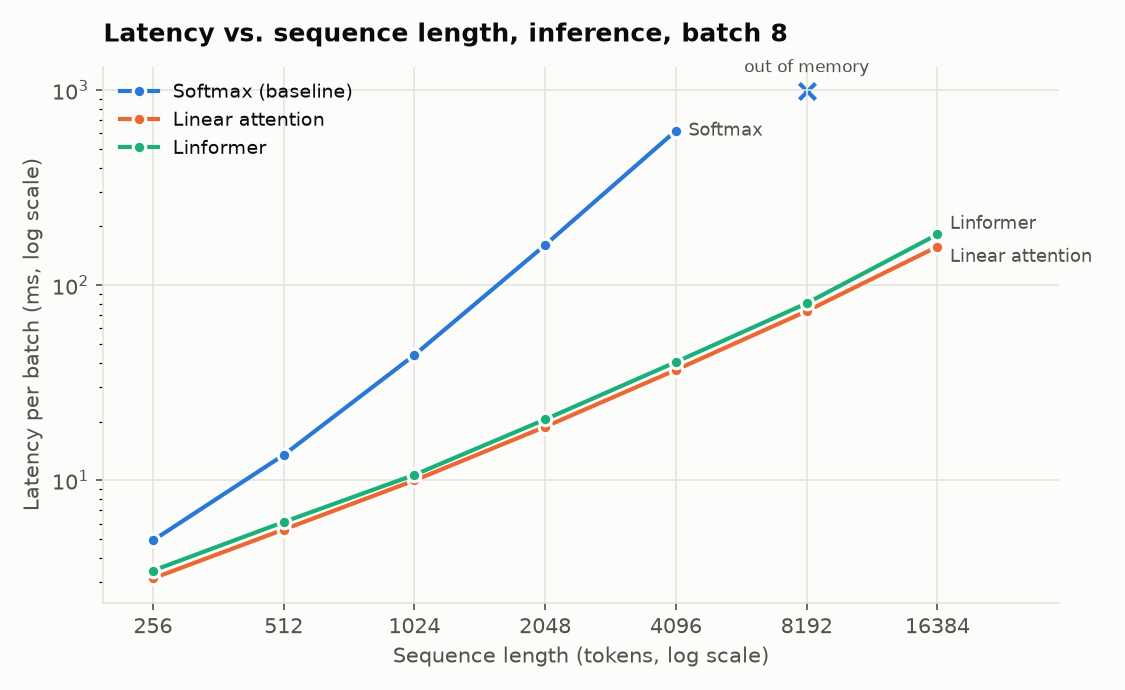 Latency vs. sequence length, inference, batch 8
out of memory
Softmax (baseline)
Linear attention
Linformer
Softmax
Linformer
Linear attention
10³
10²
10¹
Latency per batch (ms, log scale)
256 512 1024 2048 4096 8192 16384
Sequence length (tokens, log scale)